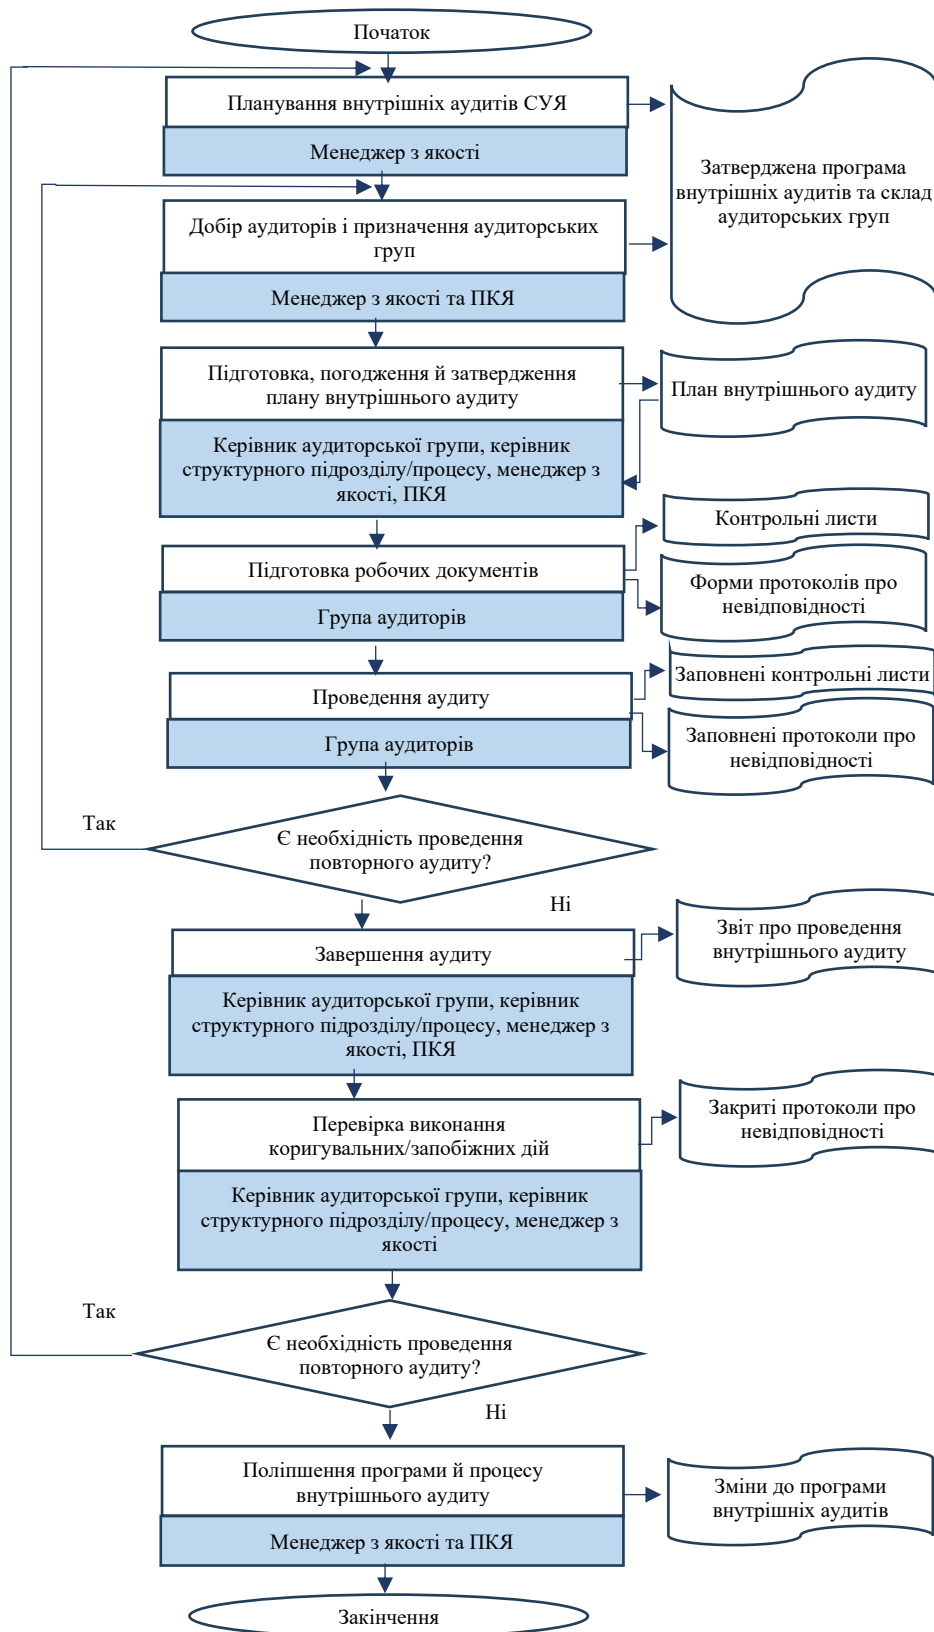 Початок
Планування внутрішніх аудитів СУЯ
Менеджер з якості
Затверджена програма
внутрішніх аудитів та склад
аудиторських груп
Добір аудиторів і призначення аудиторських
груп
Менеджер з якості та ПКЯ
Підготовка, погодження й затвердження
плану внутрішнього аудиту
План внутрішнього аудиту
Керівник аудиторської групи, керівник
структурного підрозділу/процесу, менеджер з
якості, ПКЯ
Контрольні листи
Підготовка робочих документів
Форми протоколів про
невідповідності
Група аудиторів
Заповнені контрольні листи
Проведення аудиту
Група аудиторів
Заповнені протоколи про
невідповідності
Так
Є необхідність проведення
повторного аудиту?
Ні
Звіт про проведення
внутрішнього аудиту
Завершення аудиту
Керівник аудиторської групи, керівник
структурного підрозділу/процесу, менеджер з
якості, ПКЯ
Закриті протоколи про
невідповідності
Перевірка виконання
коригувальних/запобіжних дій
Керівник аудиторської групи, керівник
структурного підрозділу/процесу, менеджер з
якості
Так
Є необхідність проведення
повторного аудиту?
Ні
Поліпшення програми й процесу
внутрішнього аудиту
Зміни до програми
внутрішніх аудитів
Менеджер з якості та ПКЯ
Закінчення